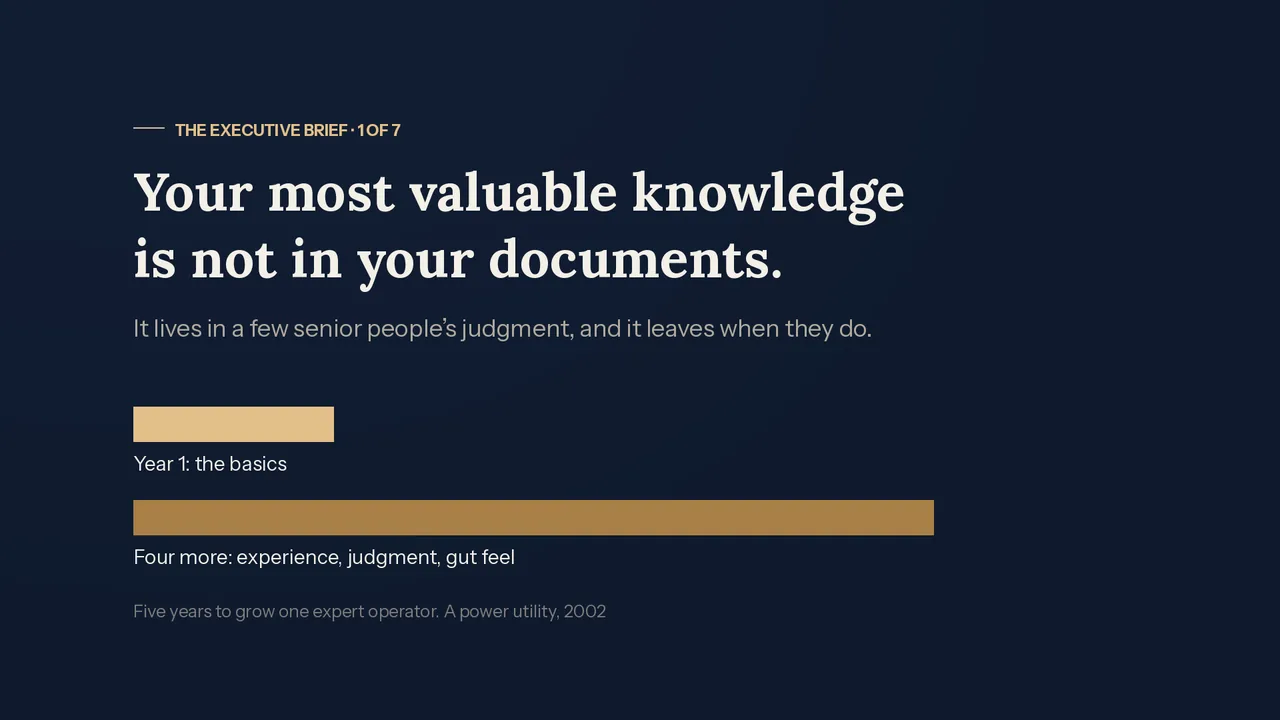 THE EXECUTIVE BRIEF · 1 OF 7
Your most valuable knowledge
is not in your documents.
It lives in a few senior people’s judgment, and it leaves when they do.
Year 1: the basics
Four more: experience, judgment, gut feel
Five years to grow one expert operator. A power utility, 2002